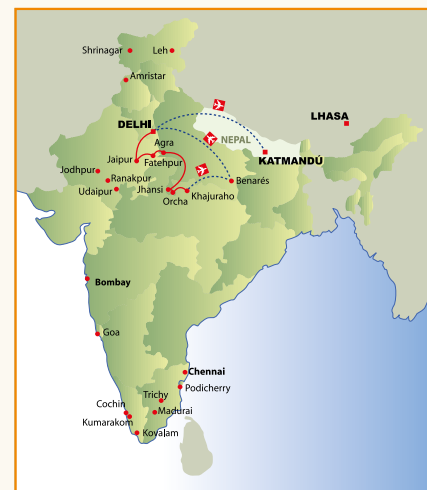 Shrinagar
Leh
Amristar
DELHI
LHASA
Agra
NEPAL
KATMANDÚ
Jaipur
Fatehpur
Jodhpur
Ranakpur
Benarés
Udaipur
Jhansi
Khajuraho
Orcha
Bombay
Goa
Chennai
Podicherry
Trichy
Cochin
Madurai
Kumarakom
Kovalam